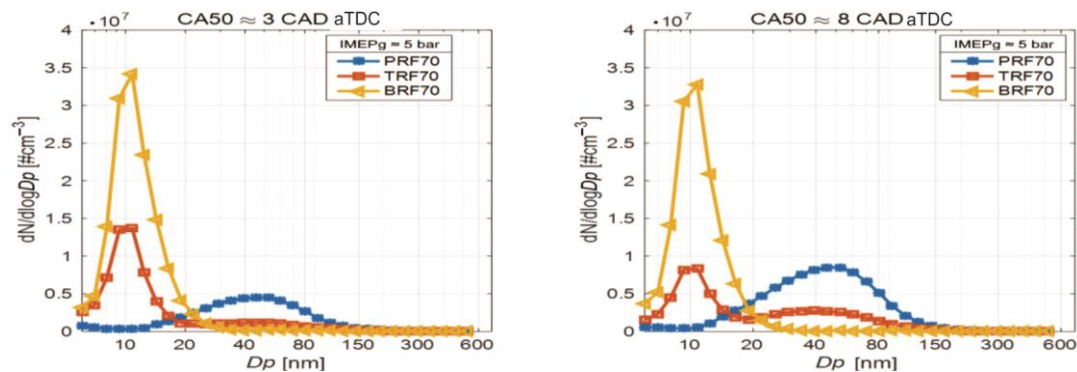 CA50 ≈ 3 CAD aTDC
·10⁷
4
3.5
3
2.5
2
1.5
1
0.5
0
dN/dlogDp [#cm⁻³]
IMEPg ≈ 5 bar
PRF70
TRF70
BRF70
10 20 40 80 150 300 600
Dp [nm]
CA50 ≈ 8 CAD aTDC
·10⁷
4
3.5
3
2.5
2
1.5
1
0.5
0
dN/dlogDp [#cm⁻³]
IMEPg ≈ 5 bar
PRF70
TRF70
BRF70
10 20 40 80 150 300 600
Dp [nm]